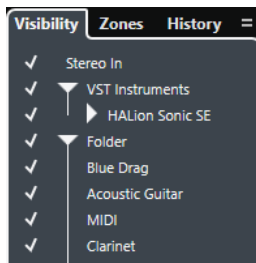 Visibility Zones History
Stereo In
VST Instruments
HALion Sonic SE
Folder
Blue Drag
Acoustic Guitar
MIDI
Clarinet